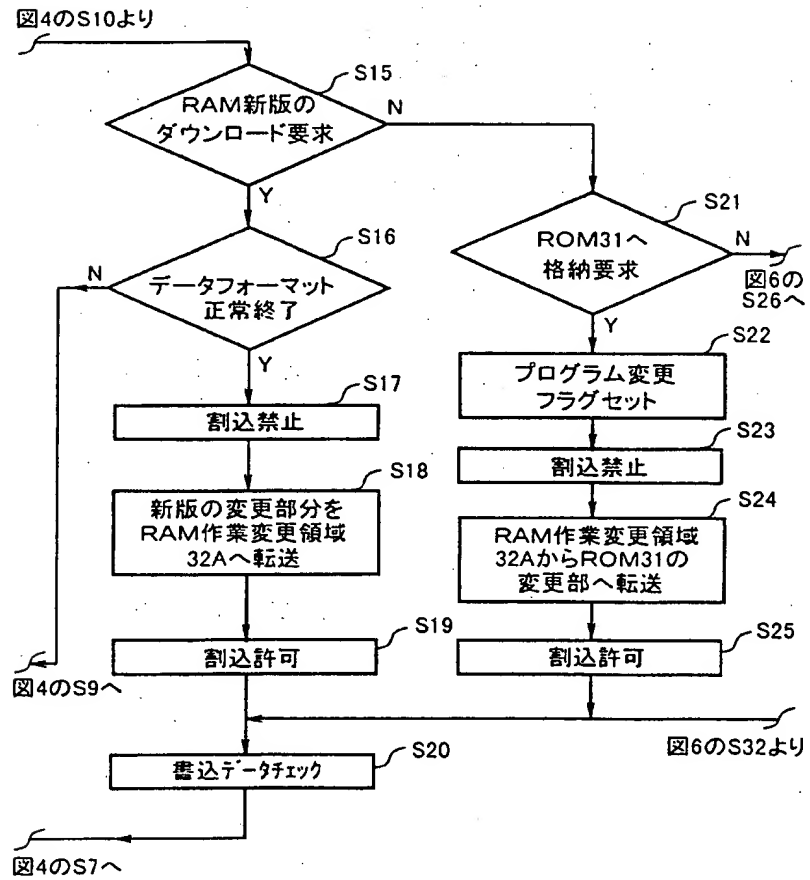 図4のS10より
S15
RAM新版の
ダウンロード要求
N
Y
S16
データフォーマット
正常終了
N
Y
S17
割込禁止
S18
新版の変更部分を
RAM作業変更領域
32Aへ転送
S19
割込許可
図4のS9へ
S20
書込データチェック
図4のS7へ
S21
ROM31へ
格納要求
N
図6の
S26へ
Y
S22
プログラム変更
フラグセット
S23
割込禁止
S24
RAM作業変更領域
32AからROM31の
変更部へ転送
S25
割込許可
図6のS32より